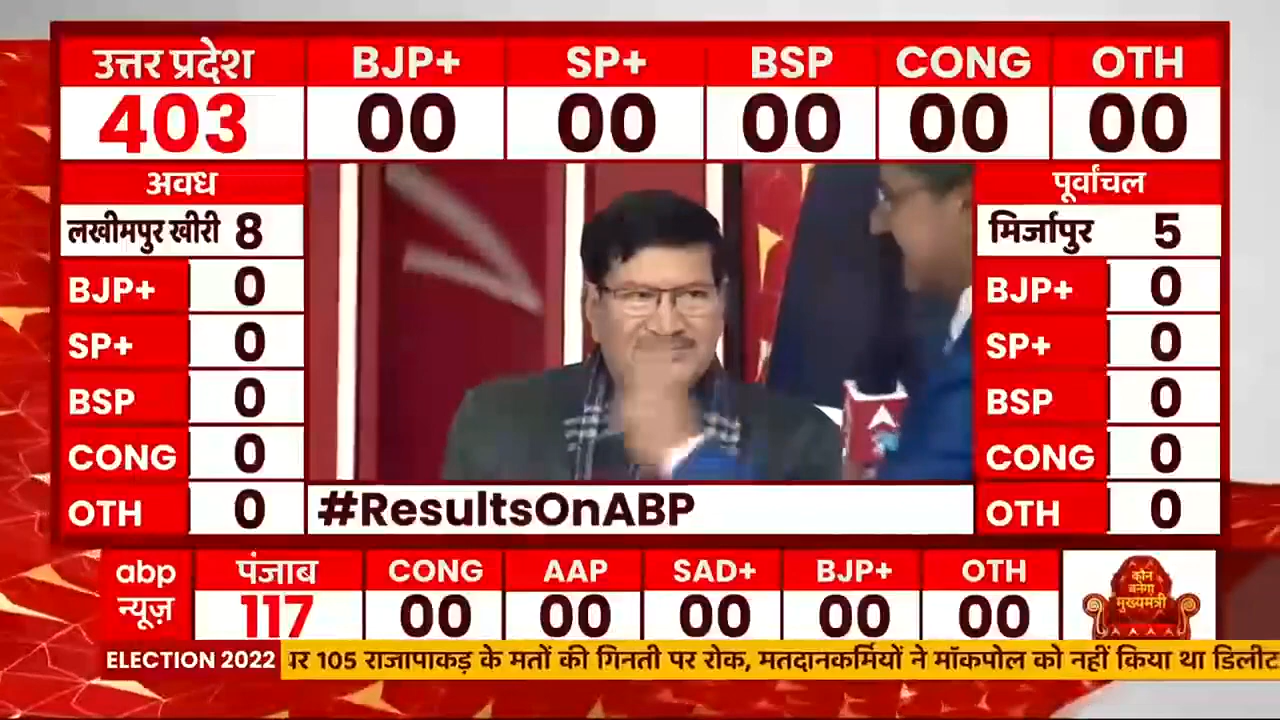 उत्तर प्रदेश BJP+ SP+ BSP CONG OTH
403 00 00 00 00 00
अवध
लखीमपुर खीरी 8
BJP+ 0
SP+ 0
BSP 0
CONG 0
OTH 0
पूर्वांचल
मिर्जापुर 5
BJP+ 0
SP+ 0
BSP 0
CONG 0
OTH 0
#ResultsOnABP
abp न्यूज़
पंजाब CONG AAP SAD+ BJP+ OTH
117 00 00 00 00 00
कौन
बनेगा
मुख्यमंत्री
ELECTION 2022 पर 105 राजापाकड़ के मतों की गिनती पर रोक, मतदानकर्मियों ने मॉकपोल को नहीं किया था डिलीट